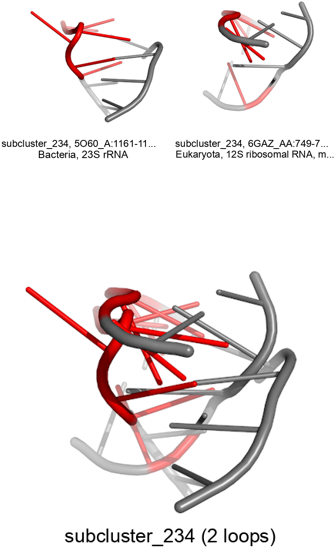 subcluster_234, 5O60_A:1161-11...
Bacteria, 23S rRNA
subcluster_234, 6GAZ_AA:749-7...
Eukaryota, 12S ribosomal RNA, m...
subcluster_234 (2 loops)